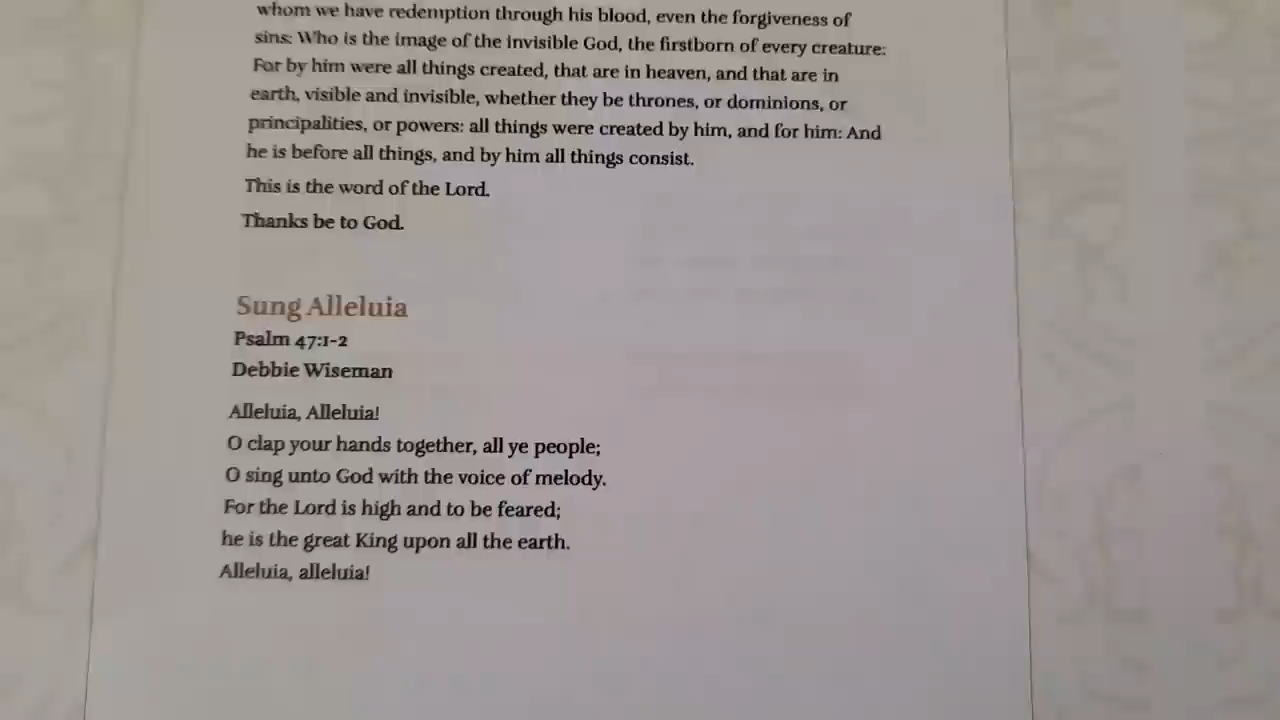 whom we have redemption through his blood, even the forgiveness of
sins: Who is the image of the invisible God, the firstborn of every creature:
For by him were all things created, that are in heaven, and that are in
earth, visible and invisible, whether they be thrones, or dominions, or
principalities, or powers: all things were created by him, and for him: And
he is before all things, and by him all things consist.
This is the word of the Lord.
Thanks be to God.
Sung Alleluia
Psalm 47:1-2
Debbie Wiseman
Alleluia, Alleluia!
O clap your hands together, all ye people;
O sing unto God with the voice of melody.
For the Lord is high and to be feared;
he is the great King upon all the earth.
Alleluia, alleluia!